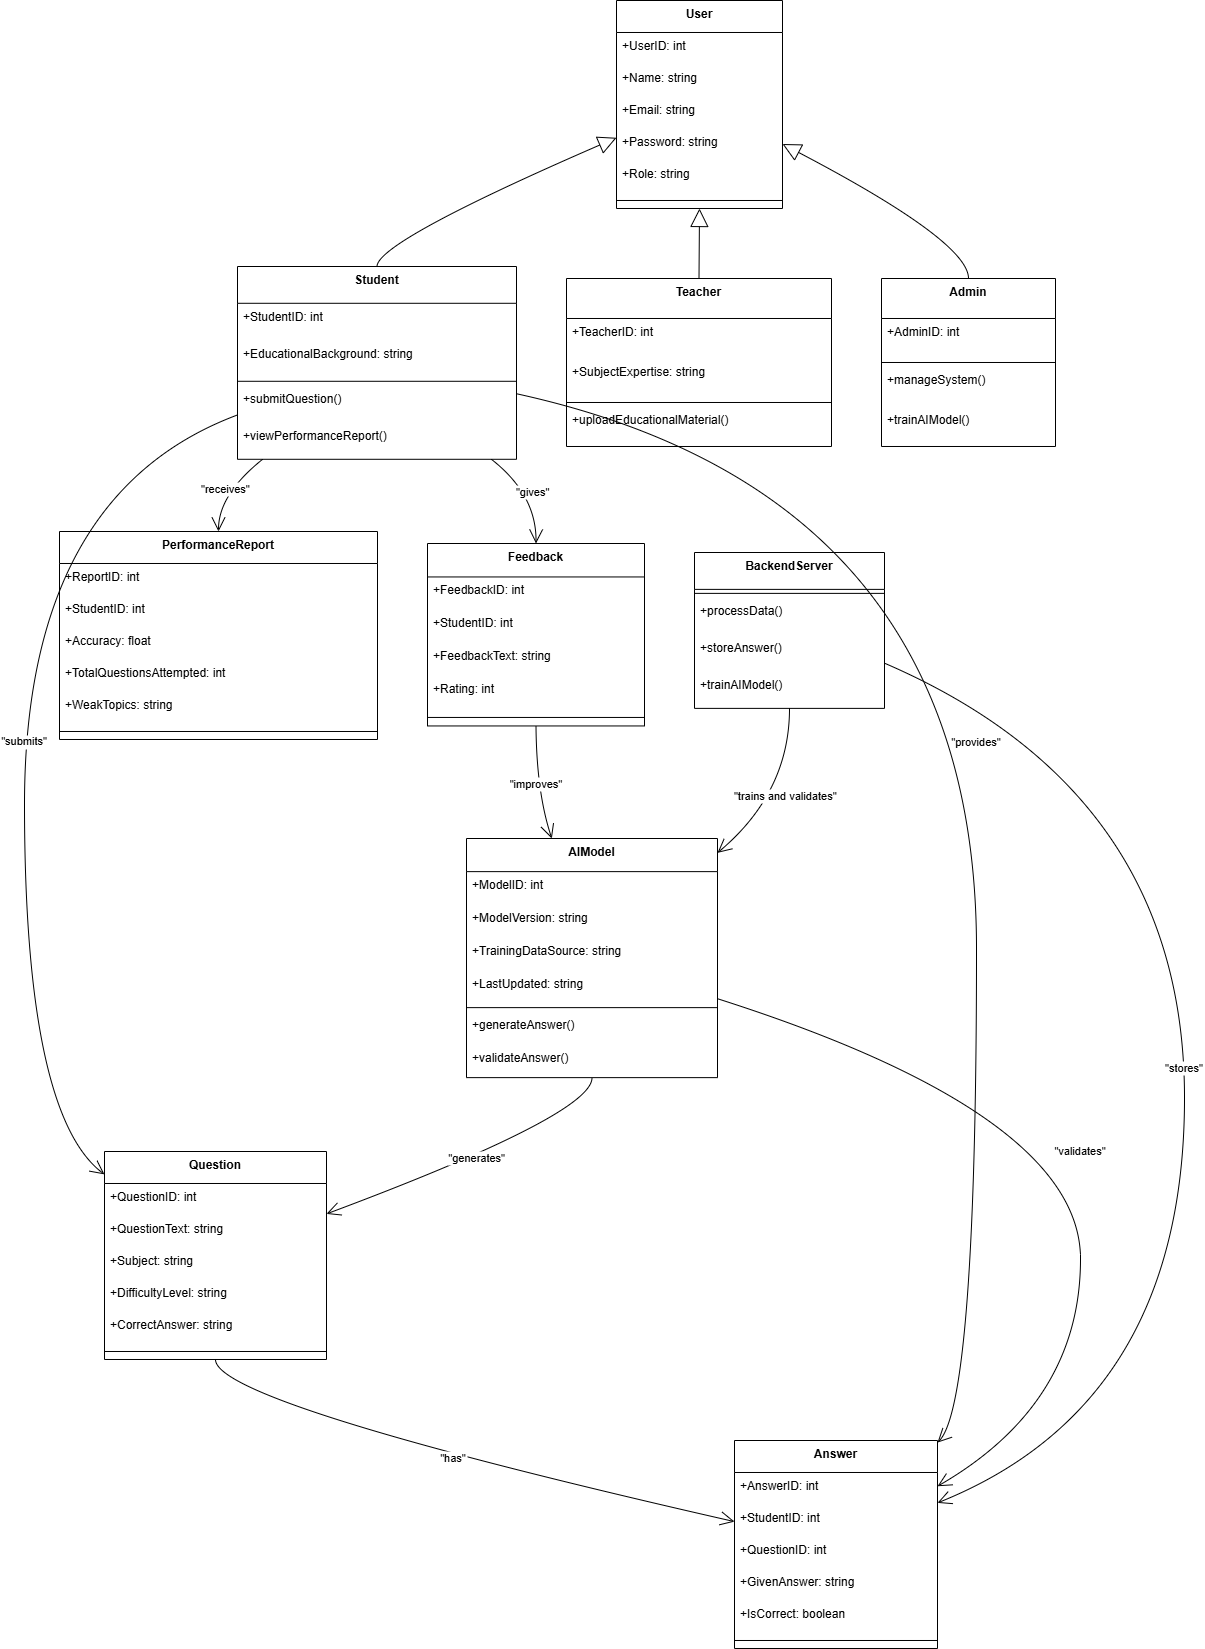 User
+UserID: int
+Name: string
+Email: string
+Password: string
+Role: string
Student
+StudentID: int
+EducationalBackground: string
+submitQuestion()
+viewPerformanceReport()
Teacher
+TeacherID: int
+SubjectExpertise: string
+uploadEducationalMaterial()
Admin
+AdminID: int
+manageSystem()
+trainAIModel()
"receives"
"gives"
PerformanceReport
+ReportID: int
+StudentID: int
+Accuracy: float
+TotalQuestionsAttempted: int
+WeakTopics: string
Feedback
+FeedbackID: int
+StudentID: int
+FeedbackText: string
+Rating: int
BackendServer
+processData()
+storeAnswer()
+trainAIModel()
"submits"
"provides"
"improves"
"trains and validates"
AIModel
+ModelID: int
+ModelVersion: string
+TrainingDataSource: string
+LastUpdated: string
+generateAnswer()
+validateAnswer()
"stores"
"generates"
"validates"
Question
+QuestionID: int
+QuestionText: string
+Subject: string
+DifficultyLevel: string
+CorrectAnswer: string
"has"
Answer
+AnswerID: int
+StudentID: int
+QuestionID: int
+GivenAnswer: string
+IsCorrect: boolean